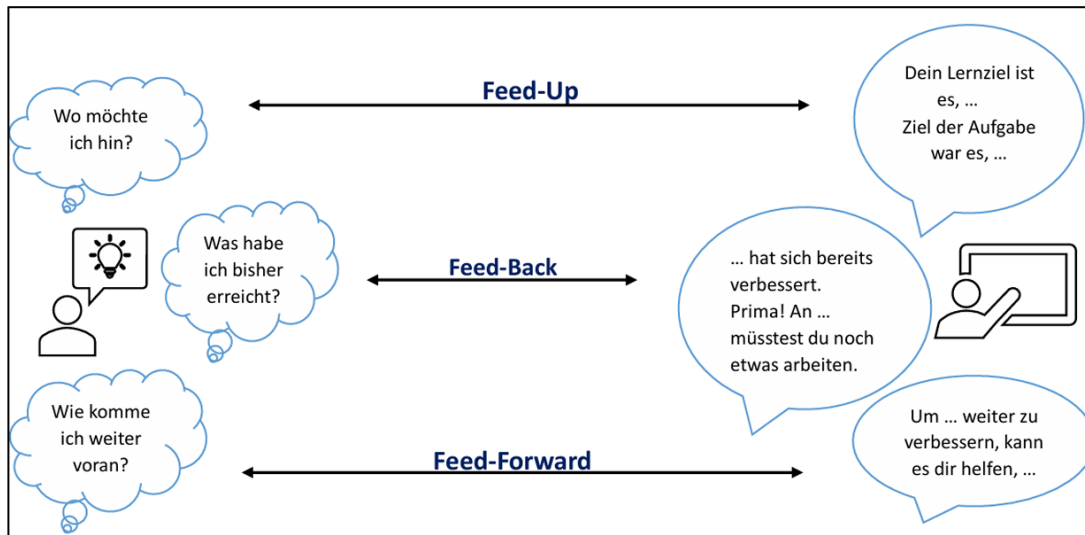 Feed-Up
Wo möchte
ich hin?
Dein Lernziel ist
es, …
Ziel der Aufgabe
war es, …
Feed-Back
Was habe
ich bisher
erreicht?
… hat sich bereits
verbessert.
Prima! An …
müsstest du noch
etwas arbeiten.
Feed-Forward
Wie komme
ich weiter
voran?
Um … weiter zu
verbessern, kann
es dir helfen, …